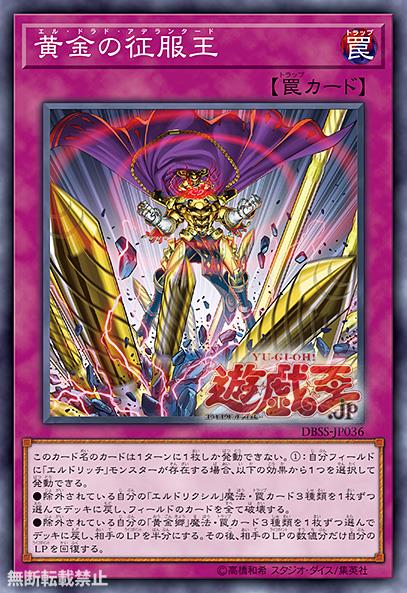 エル・ドラド・アデランタード
黄金の征服王
トラップ
罠
トラップ
【罠カード】
YU-GI-OH!
遊戯王
.JP
DBSS-JP036
このカード名のカードは1ターンに1枚しか発動できない。①:自分フィールド
に「エルドリッチ」モンスターが存在する場合、以下の効果から1つを選択して
発動できる。
●除外されている自分の「エルドリクシル」魔法・罠カード3種類を1枚ずつ
選んでデッキに戻し、フィールドのカードを全て破壊する。
●除外されている自分の「黄金郷」魔法・罠カード3種類を1枚ずつ選んで
デッキに戻し、相手のLPを半分にする。その後、相手のLPの数値分だけ自分の
LPを回復する。
無断転載禁止
©高橋和希 スタジオ・ダイス/集英社